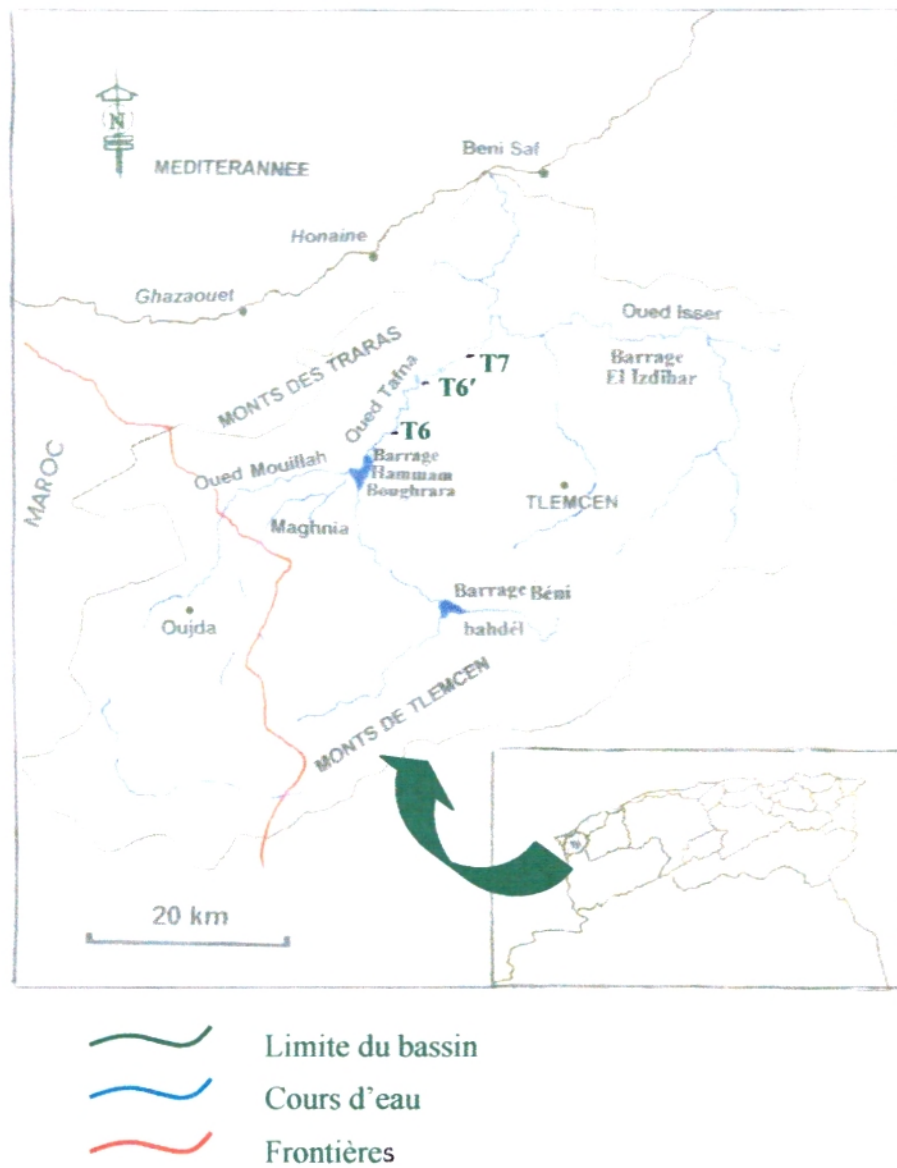 N
MEDITERANNEE
Beni Saf
Honaine
Ghazaouet
Oued Isser
MONTS DES TRARAS
Barrage
El Izdihar
T7
T6'
Oued Tafna
T6
MAROC
Oued Mouillah
Barrage
Hammam
Boughrara
TLEMCEN
Maghnia
Barrage Béni
bahdél
Oujda
MONTS DE TLEMCEN
20 km
Limite du bassin
Cours d'eau
Frontières